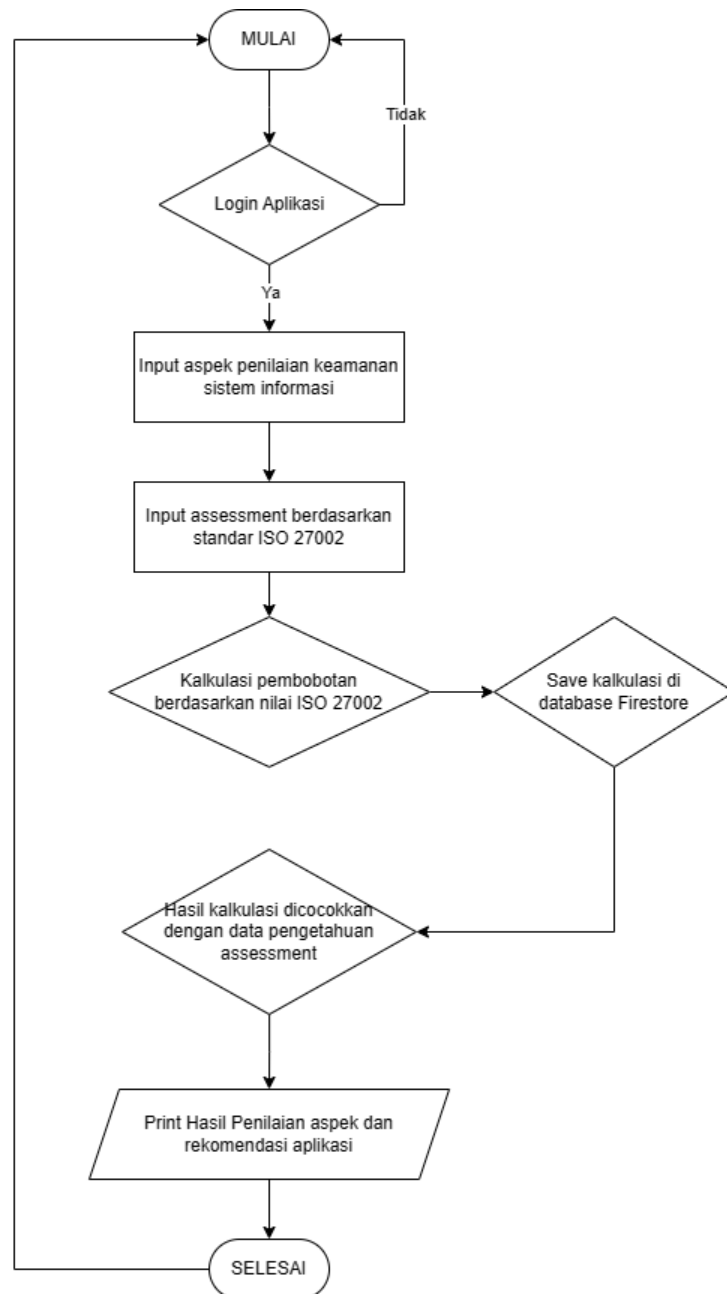 MULAI
Tidak
Login Aplikasi
Ya
Input aspek penilaian keamanan
sistem informasi
Input assessment berdasarkan
standar ISO 27002
Kalkulasi pembobotan
berdasarkan nilai ISO 27002
Save kalkulasi di
database Firestore
Hasil kalkulasi dicocokkan
dengan data pengetahuan
assessment
Print Hasil Penilaian aspek dan
rekomendasi aplikasi
SELESAI